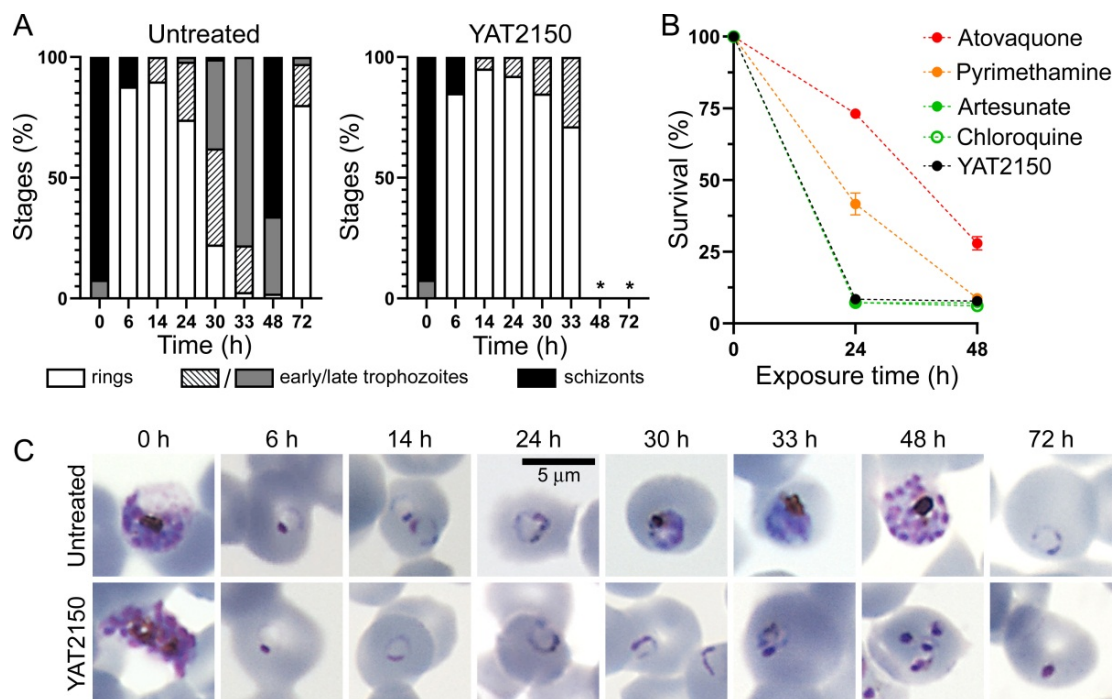 A
Untreated
YAT2150
Stages (%)
100
50
0
0 6 14 24 30 33 48 72
Time (h)
Stages (%)
100
50
0
* *
0 6 14 24 30 33 48 72
Time (h)
rings / early/late trophozoites schizonts
B
Survival (%)
100
75
50
25
0
0 24 48
Exposure time (h)
Atovaquone
Pyrimethamine
Artesunate
Chloroquine
YAT2150
C
0 h 6 h 14 h 24 h 30 h 33 h 48 h 72 h
5 µm
Untreated
YAT2150